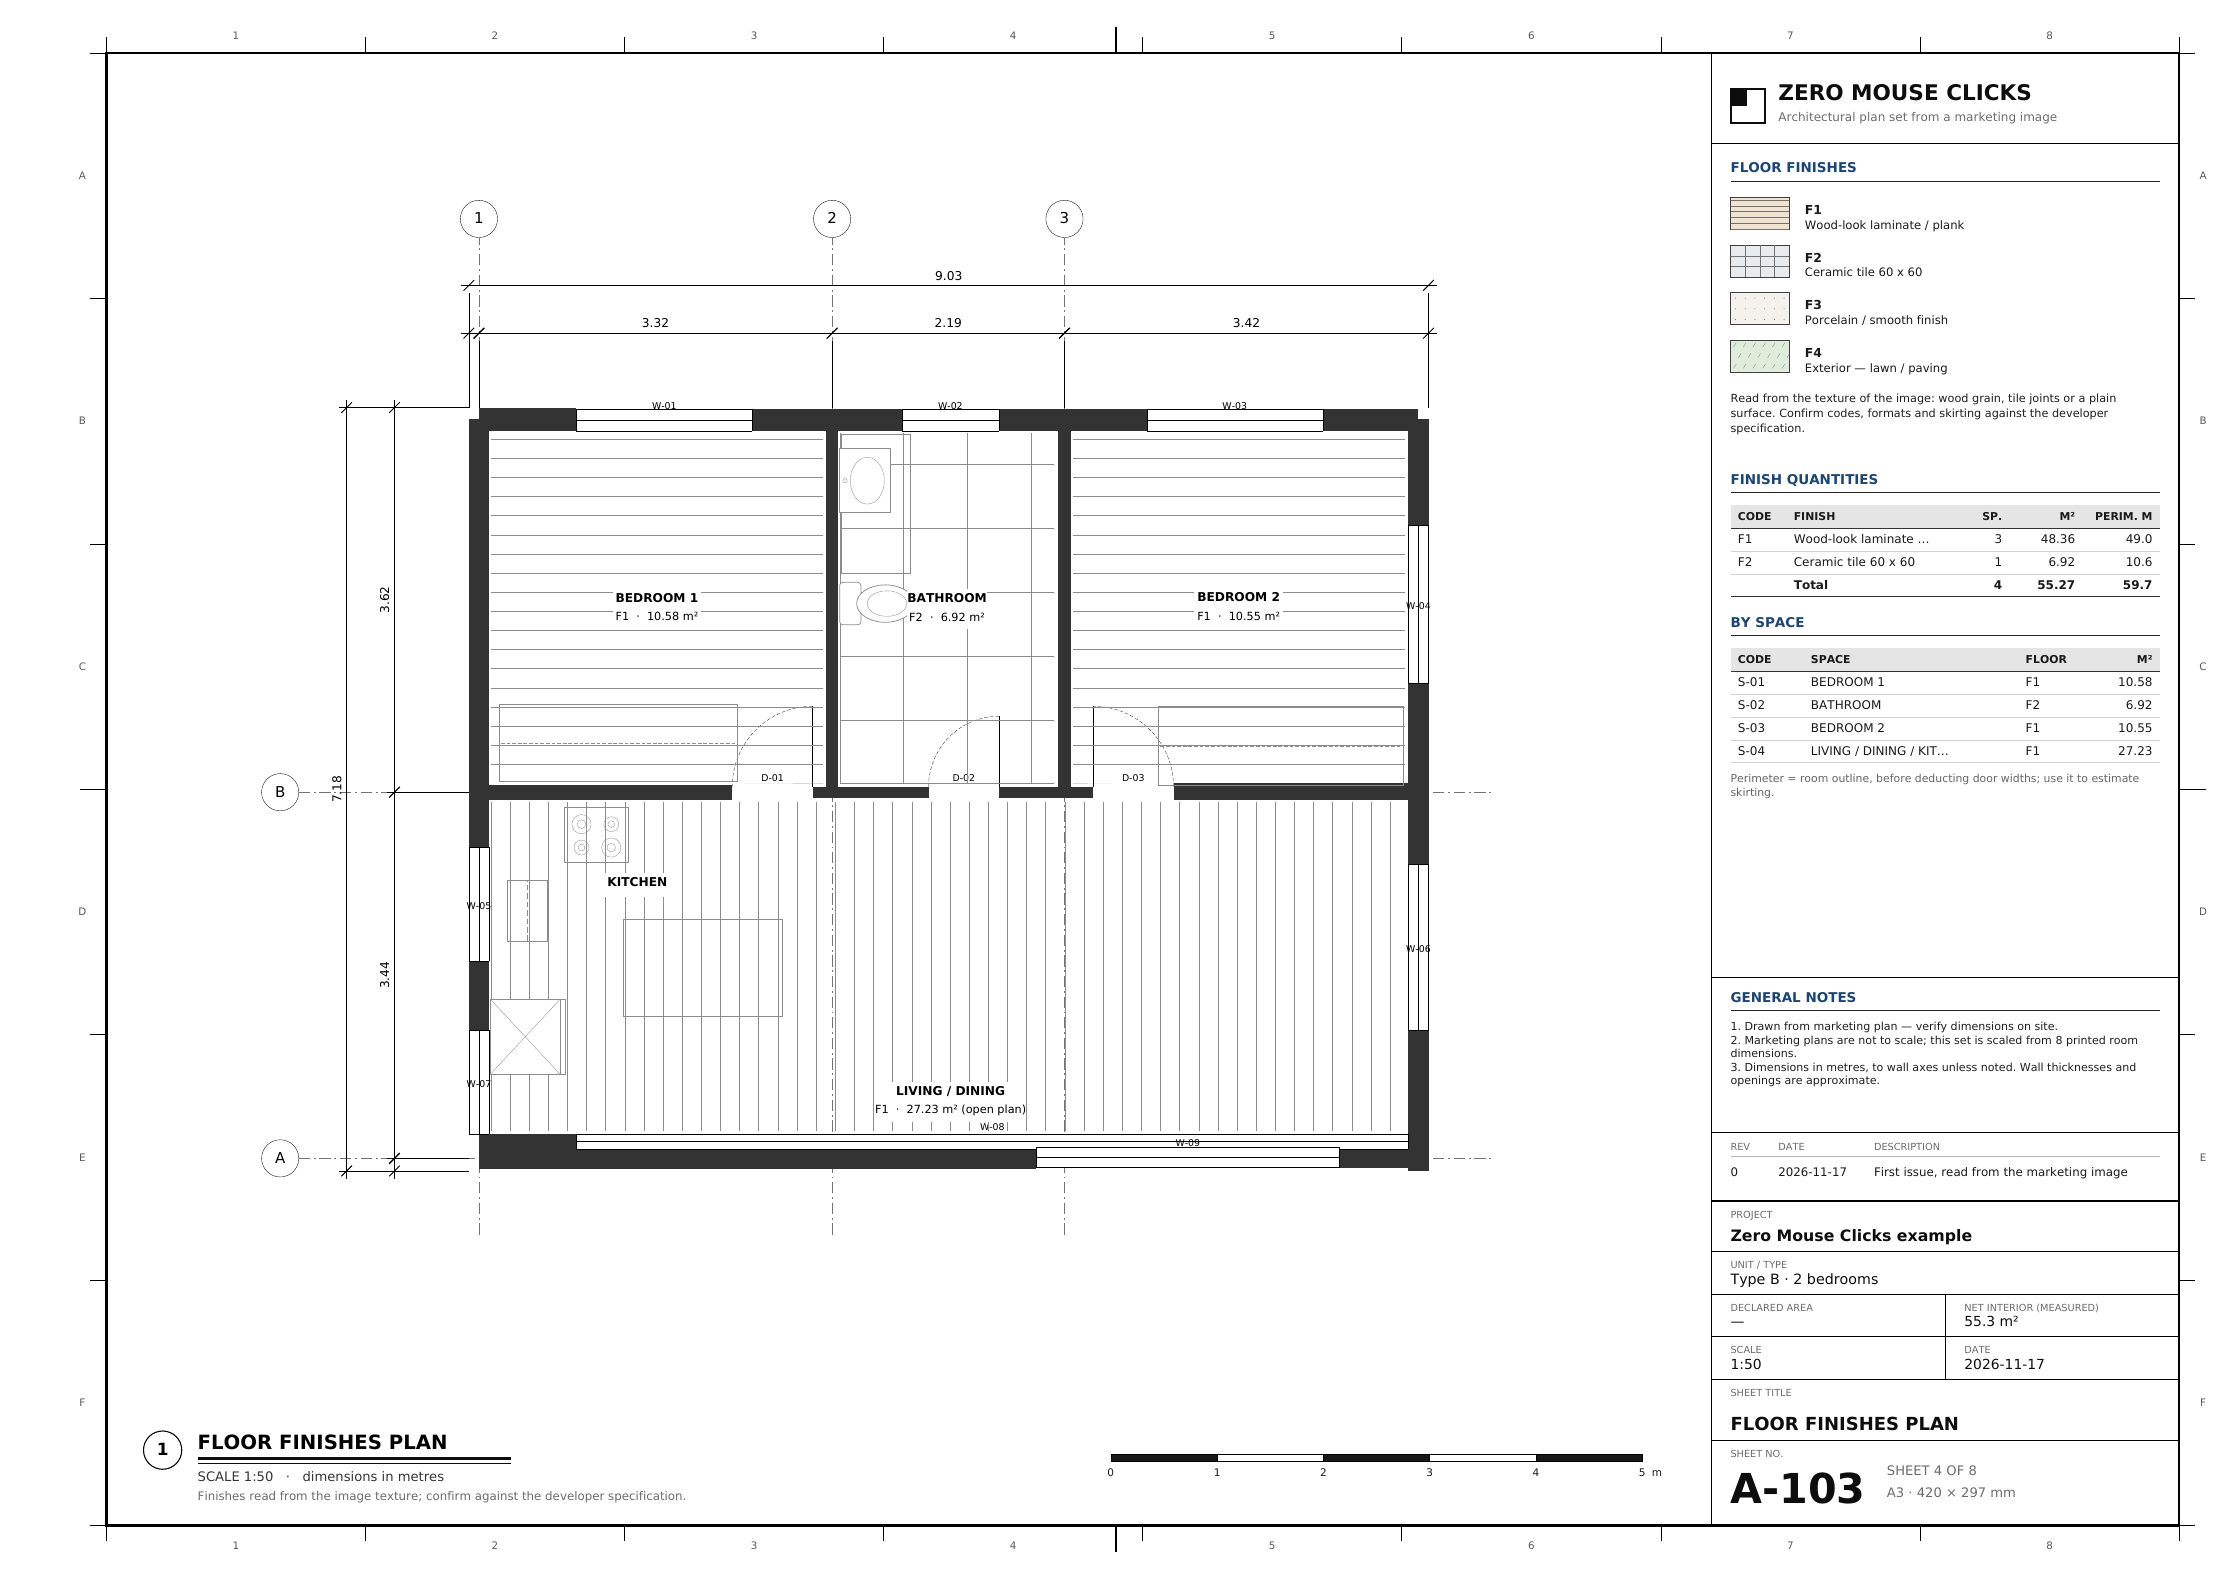 1 2 3 4 5 6 7 8
A
B
C
D
E
F
A
B
C
D
E
F
1 2 3
9.03
3.32 2.19 3.42
W-01 W-02 W-03
3.62
7.18
3.44
B
A
BEDROOM 1
F1 · 10.58 m²
BATHROOM
F2 · 6.92 m²
BEDROOM 2
F1 · 10.55 m²
W-04
D-01 D-02 D-03
KITCHEN
W-05
W-06
W-07
LIVING / DINING
F1 · 27.23 m² (open plan)
W-08
W-09
1
FLOOR FINISHES PLAN
SCALE 1:50 · dimensions in metres
Finishes read from the image texture; confirm against the developer specification.
0 1 2 3 4 5 m
1 2 3 4 5 6 7 8
ZERO MOUSE CLICKS
Architectural plan set from a marketing image
FLOOR FINISHES
F1
Wood-look laminate / plank
F2
Ceramic tile 60 x 60
F3
Porcelain / smooth finish
F4
Exterior — lawn / paving
Read from the texture of the image: wood grain, tile joints or a plain
surface. Confirm codes, formats and skirting against the developer
specification.
FINISH QUANTITIES
CODE FINISH SP. M² PERIM. M
F1 Wood-look laminate ... 3 48.36 49.0
F2 Ceramic tile 60 x 60 1 6.92 10.6
Total 4 55.27 59.7
BY SPACE
CODE SPACE FLOOR M²
S-01 BEDROOM 1 F1 10.58
S-02 BATHROOM F2 6.92
S-03 BEDROOM 2 F1 10.55
S-04 LIVING / DINING / KIT... F1 27.23
Perimeter = room outline, before deducting door widths; use it to estimate
skirting.
GENERAL NOTES
1. Drawn from marketing plan — verify dimensions on site.
2. Marketing plans are not to scale; this set is scaled from 8 printed room
dimensions.
3. Dimensions in metres, to wall axes unless noted. Wall thicknesses and
openings are approximate.
REV DATE DESCRIPTION
0 2026-11-17 First issue, read from the marketing image
PROJECT
Zero Mouse Clicks example
UNIT / TYPE
Type B · 2 bedrooms
DECLARED AREA NET INTERIOR (MEASURED)
— 55.3 m²
SCALE DATE
1:50 2026-11-17
SHEET TITLE
FLOOR FINISHES PLAN
SHEET NO.
A-103
SHEET 4 OF 8
A3 · 420 × 297 mm